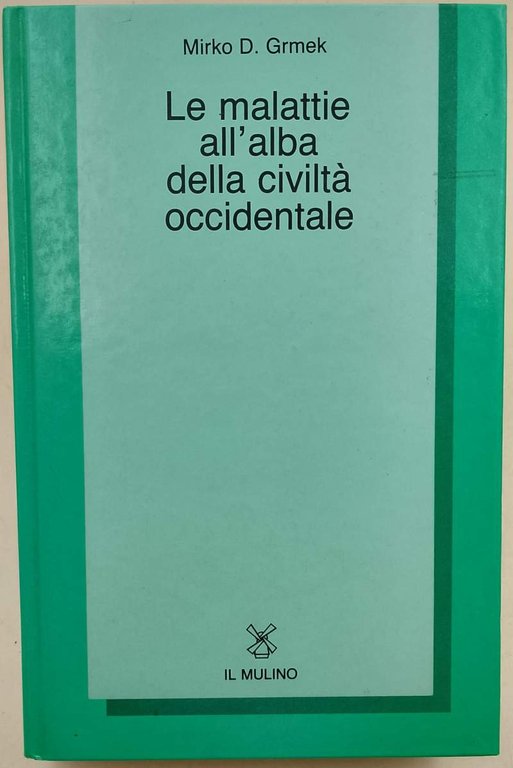 Mirko D. Grmek
Le malattie
all'alba
della civiltà
occidentale
IL MULINO